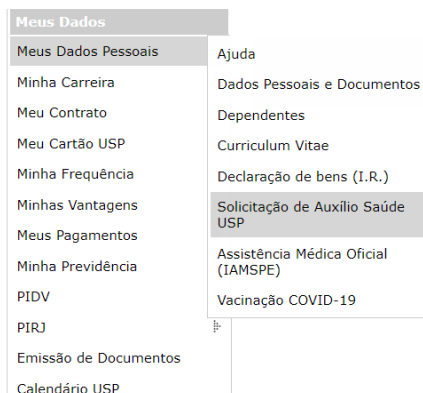 Meus Dados
Meus Dados Pessoais
Minha Carreira
Meu Contrato
Meu Cartão USP
Minha Frequência
Minhas Vantagens
Meus Pagamentos
Minha Previdência
PIDV
PIRJ
Emissão de Documentos
Calendário USP
Ajuda
Dados Pessoais e Documentos
Dependentes
Curriculum Vitae
Declaração de bens (I.R.)
Solicitação de Auxílio Saúde
USP
Assistência Médica Oficial
(IAMSPE)
Vacinação COVID-19